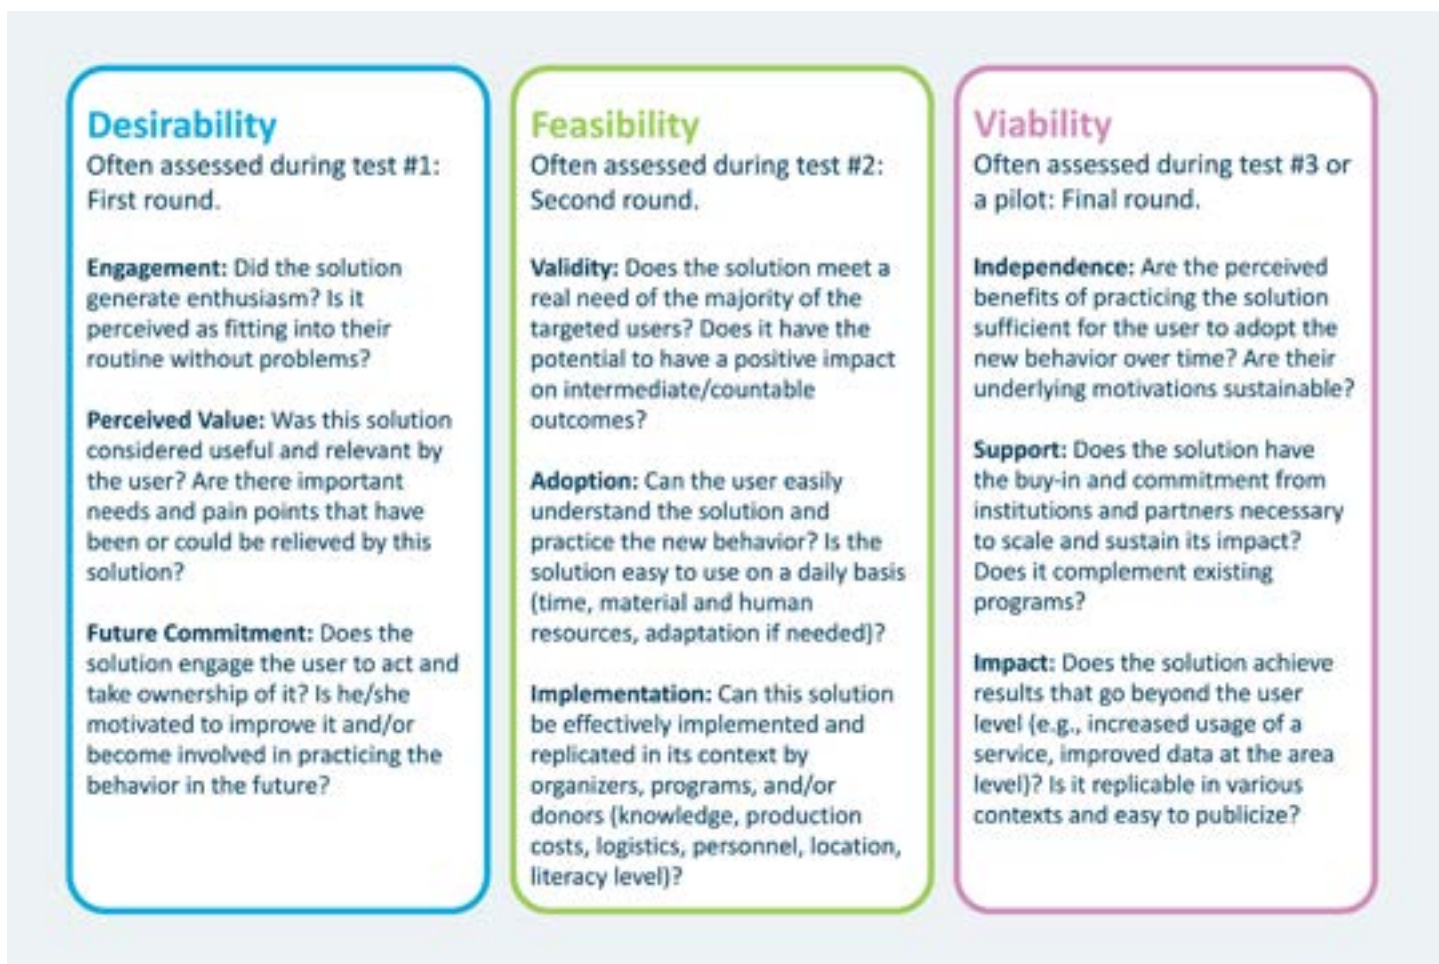 Desirability
Often assessed during test #1:
First round.
Engagement: Did the solution
generate enthusiasm? Is it
perceived as fitting into their
routine without problems?
Perceived Value: Was this solution
considered useful and relevant by
the user? Are there important
needs and pain points that have
been or could be relieved by this
solution?
Future Commitment: Does the
solution engage the user to act and
take ownership of it? Is he/she
motivated to improve it and/or
become involved in practicing the
behavior in the future?
Feasibility
Often assessed during test #2:
Second round.
Validity: Does the solution meet a
real need of the majority of the
targeted users? Does it have the
potential to have a positive impact
on intermediate/countable
outcomes?
Adoption: Can the user easily
understand the solution and
practice the new behavior? Is the
solution easy to use on a daily basis
(time, material and human
resources, adaptation if needed)?
Implementation: Can this solution
be effectively implemented and
replicated in its context by
organizers, programs, and/or
donors (knowledge, production
costs, logistics, personnel, location,
literacy level)?
Viability
Often assessed during test #3 or
a pilot: Final round.
Independence: Are the perceived
benefits of practicing the solution
sufficient for the user to adopt the
new behavior over time? Are their
underlying motivations sustainable?
Support: Does the solution have
the buy-in and commitment from
institutions and partners necessary
to scale and sustain its impact?
Does it complement existing
programs?
Impact: Does the solution achieve
results that go beyond the user
level (e.g., increased usage of a
service, improved data at the area
level)? Is it replicable in various
contexts and easy to publicize?